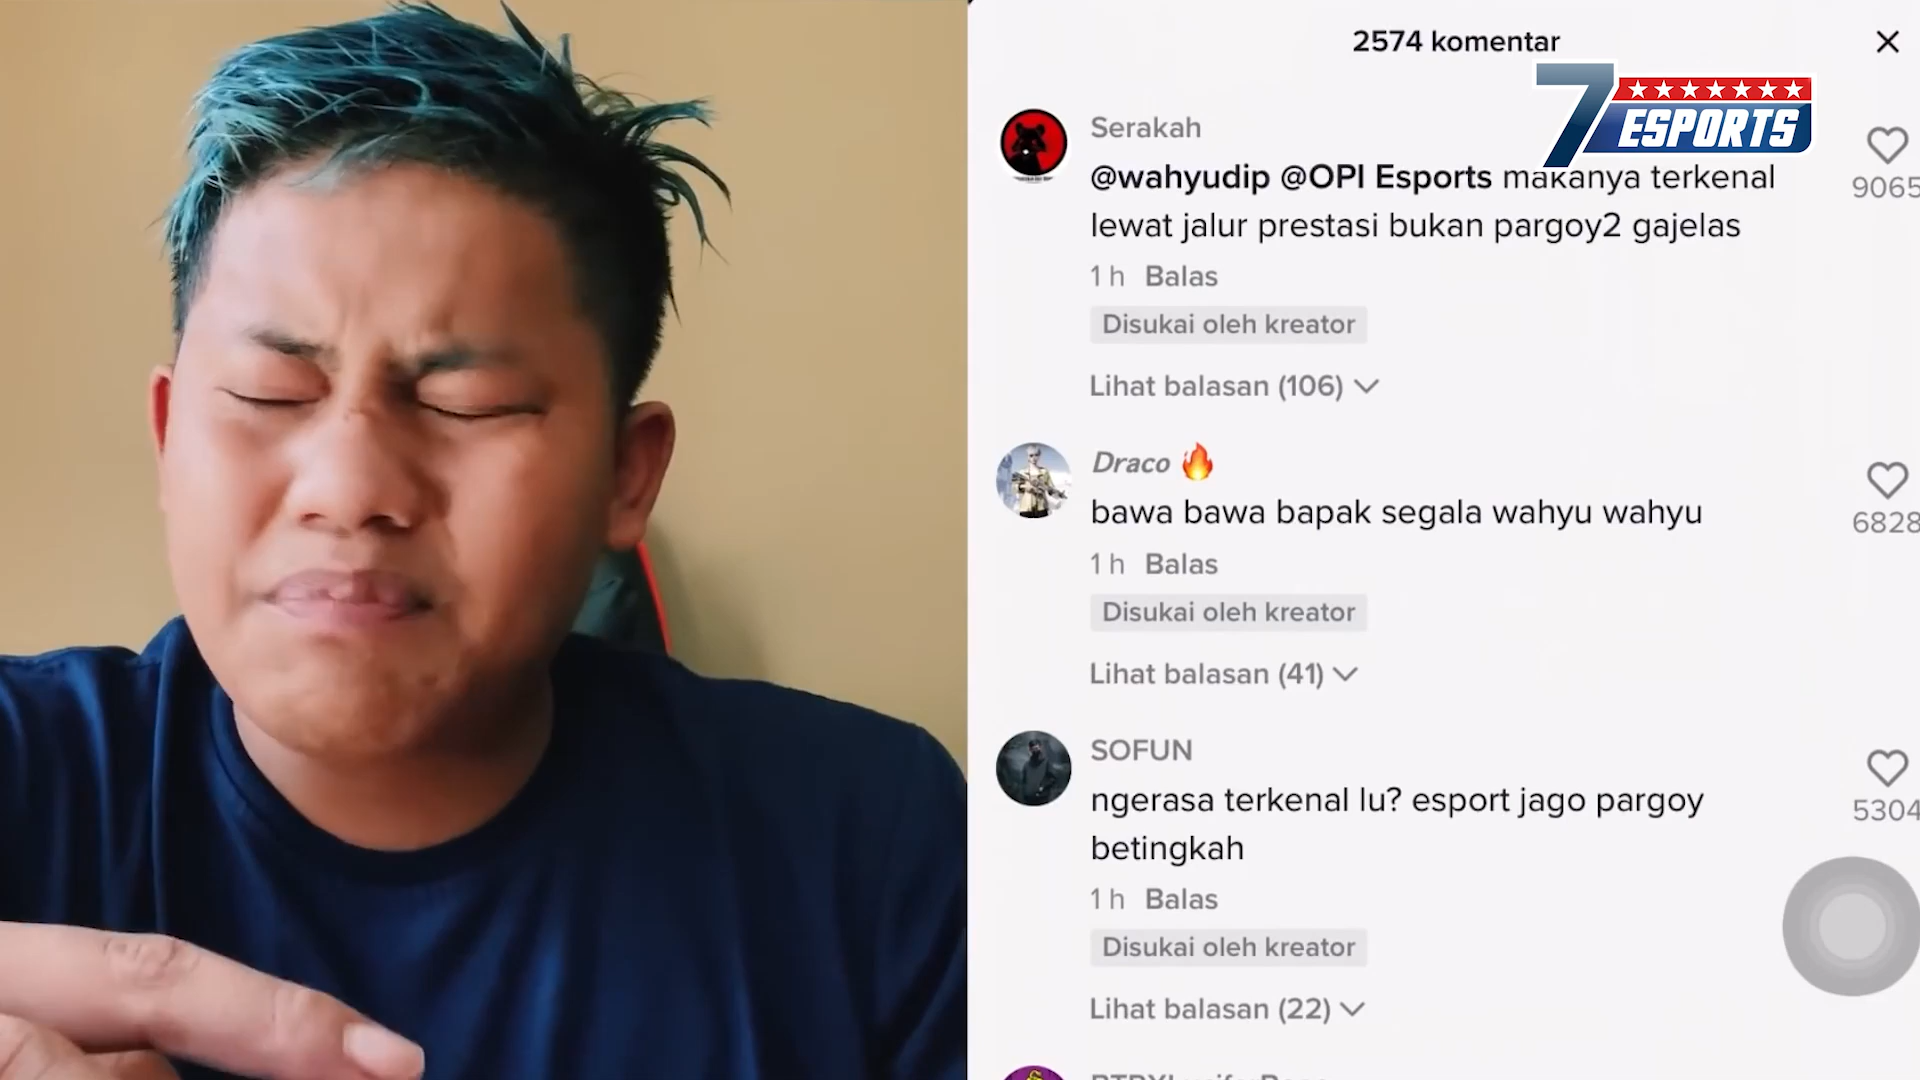 2574 komentar
7 ESPORTS
Serakah
@wahyudip @OPI Esports makanya terkenal
lewat jalur prestasi bukan pargoy2 gajelas
9065
1 h Balas
Disukai oleh kreator
Lihat balasan (106)
Draco 🔥
bawa bawa bapak segala wahyu wahyu
6828
1 h Balas
Disukai oleh kreator
Lihat balasan (41)
SOFUN
ngerasa terkenal lu? esport jago pargoy
betingkah
5304
1 h Balas
Disukai oleh kreator
Lihat balasan (22)